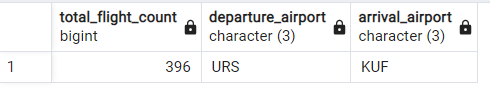 total_flight_count departure_airport arrival_airport
bigint character (3) character (3)
1 396 URS KUF